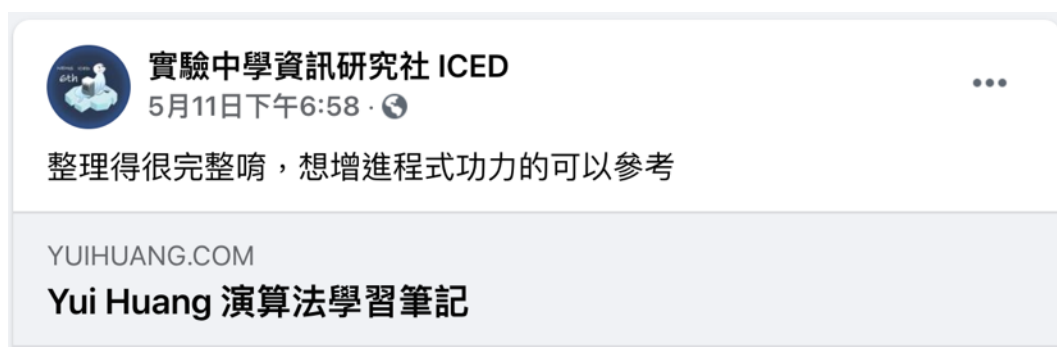 實驗中學資訊研究社 ICED
5月11日下午6:58 ·
整理得很完整唷，想增進程式功力的可以參考
YUIHUANG.COM
Yui Huang 演算法學習筆記